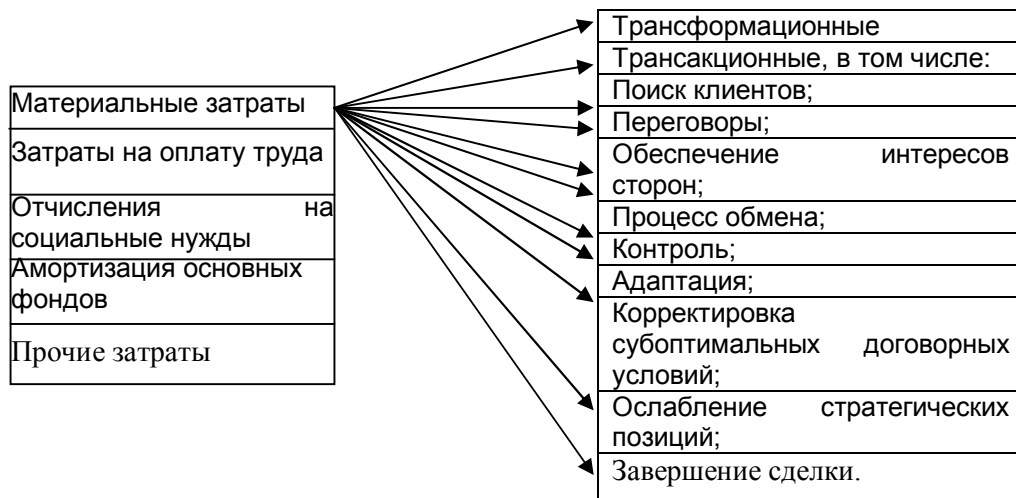 Материальные затраты
Затраты на оплату труда
Отчисления на
социальные нужды
Амортизация основных
фондов
Прочие затраты
Трансформационные
Трансакционные, в том числе:
Поиск клиентов;
Переговоры;
Обеспечение интересов
сторон;
Процесс обмена;
Контроль;
Адаптация;
Корректировка
субоптимальных договорных
условий;
Ослабление стратегических
позиций;
Завершение сделки.